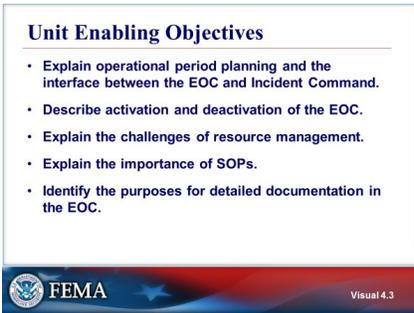 Unit Enabling Objectives
• Explain operational period planning and the
interface between the EOC and Incident Command.
• Describe activation and deactivation of the EOC.
• Explain the challenges of resource management.
• Explain the importance of SOPs.
• Identify the purposes for detailed documentation in
the EOC.
FEMA
Visual 4.3